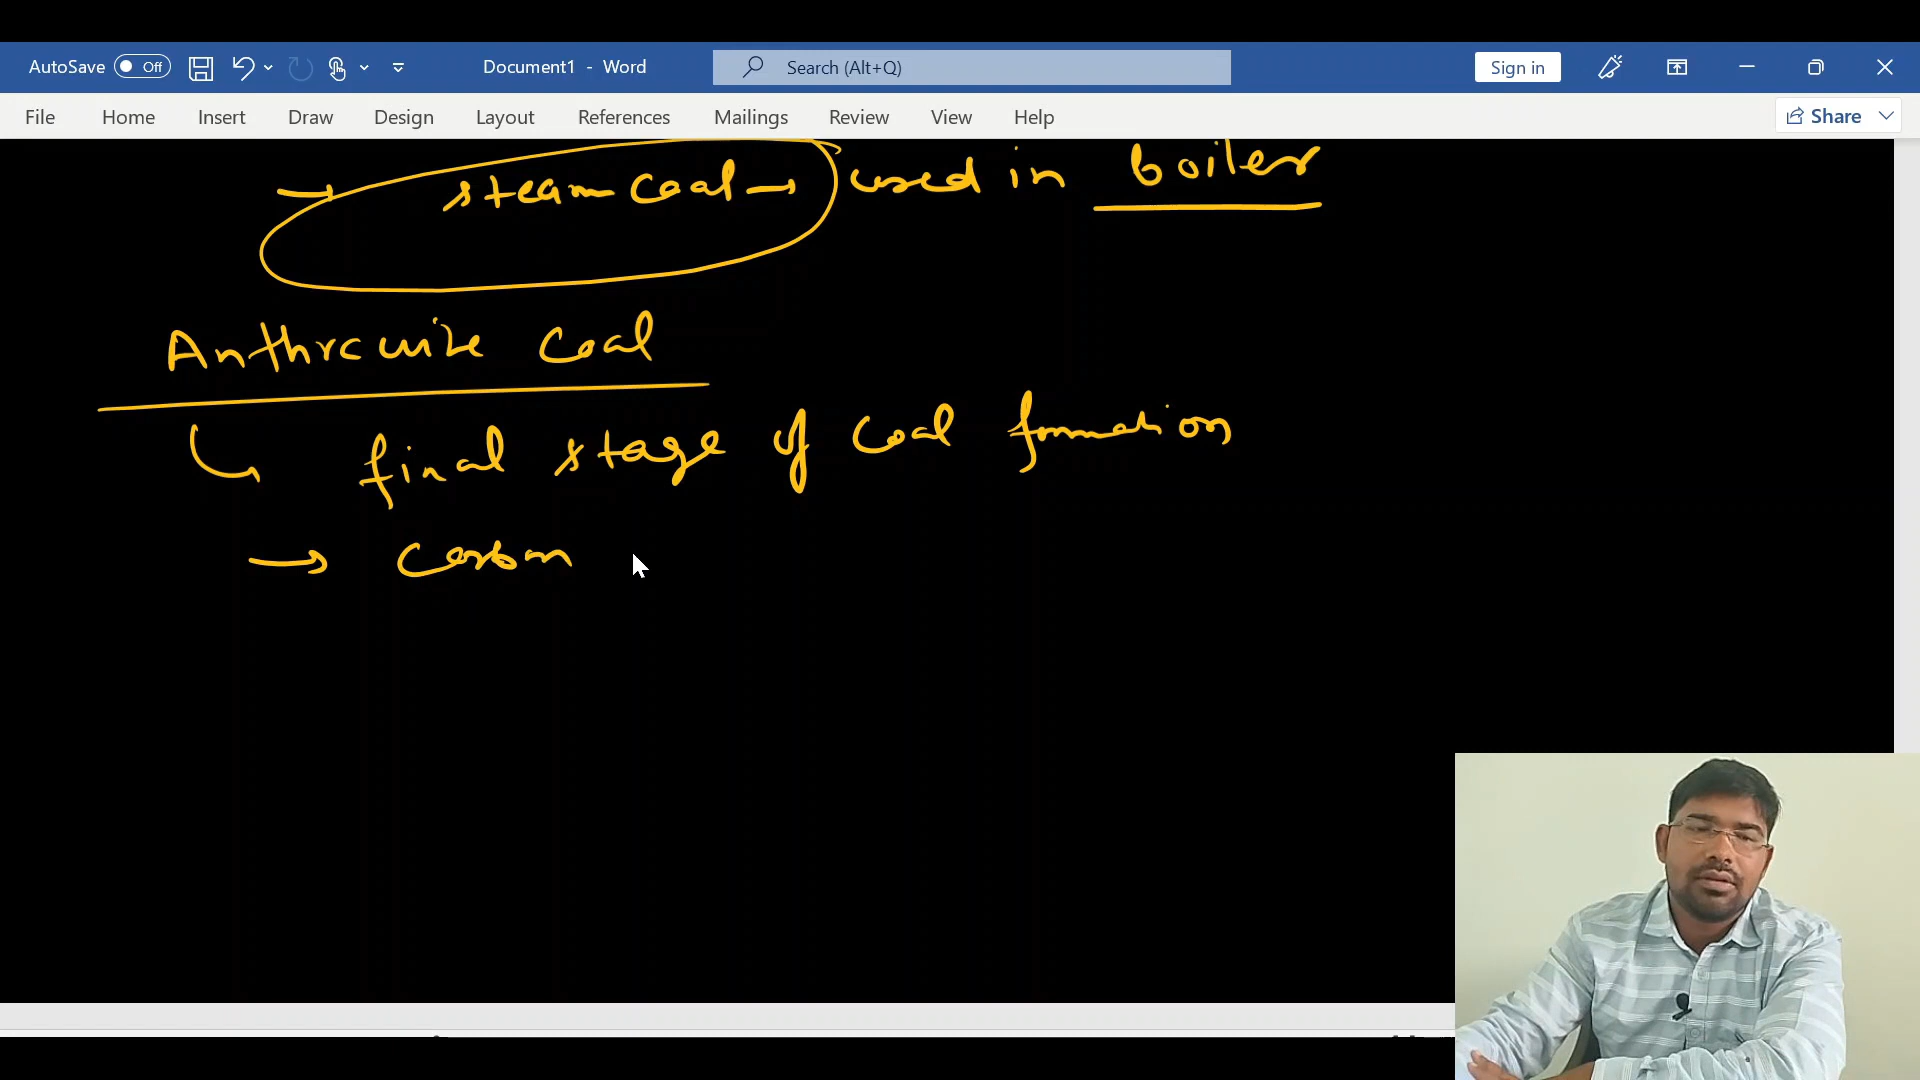 AutoSave Off Document1 - Word Search (Alt+Q) Sign in
File Home Insert Draw Design Layout References Mailings Review View Help Share
→ steam coal → used in boiler
Anthracite Coal
final stage of coal formation
→ Carbon